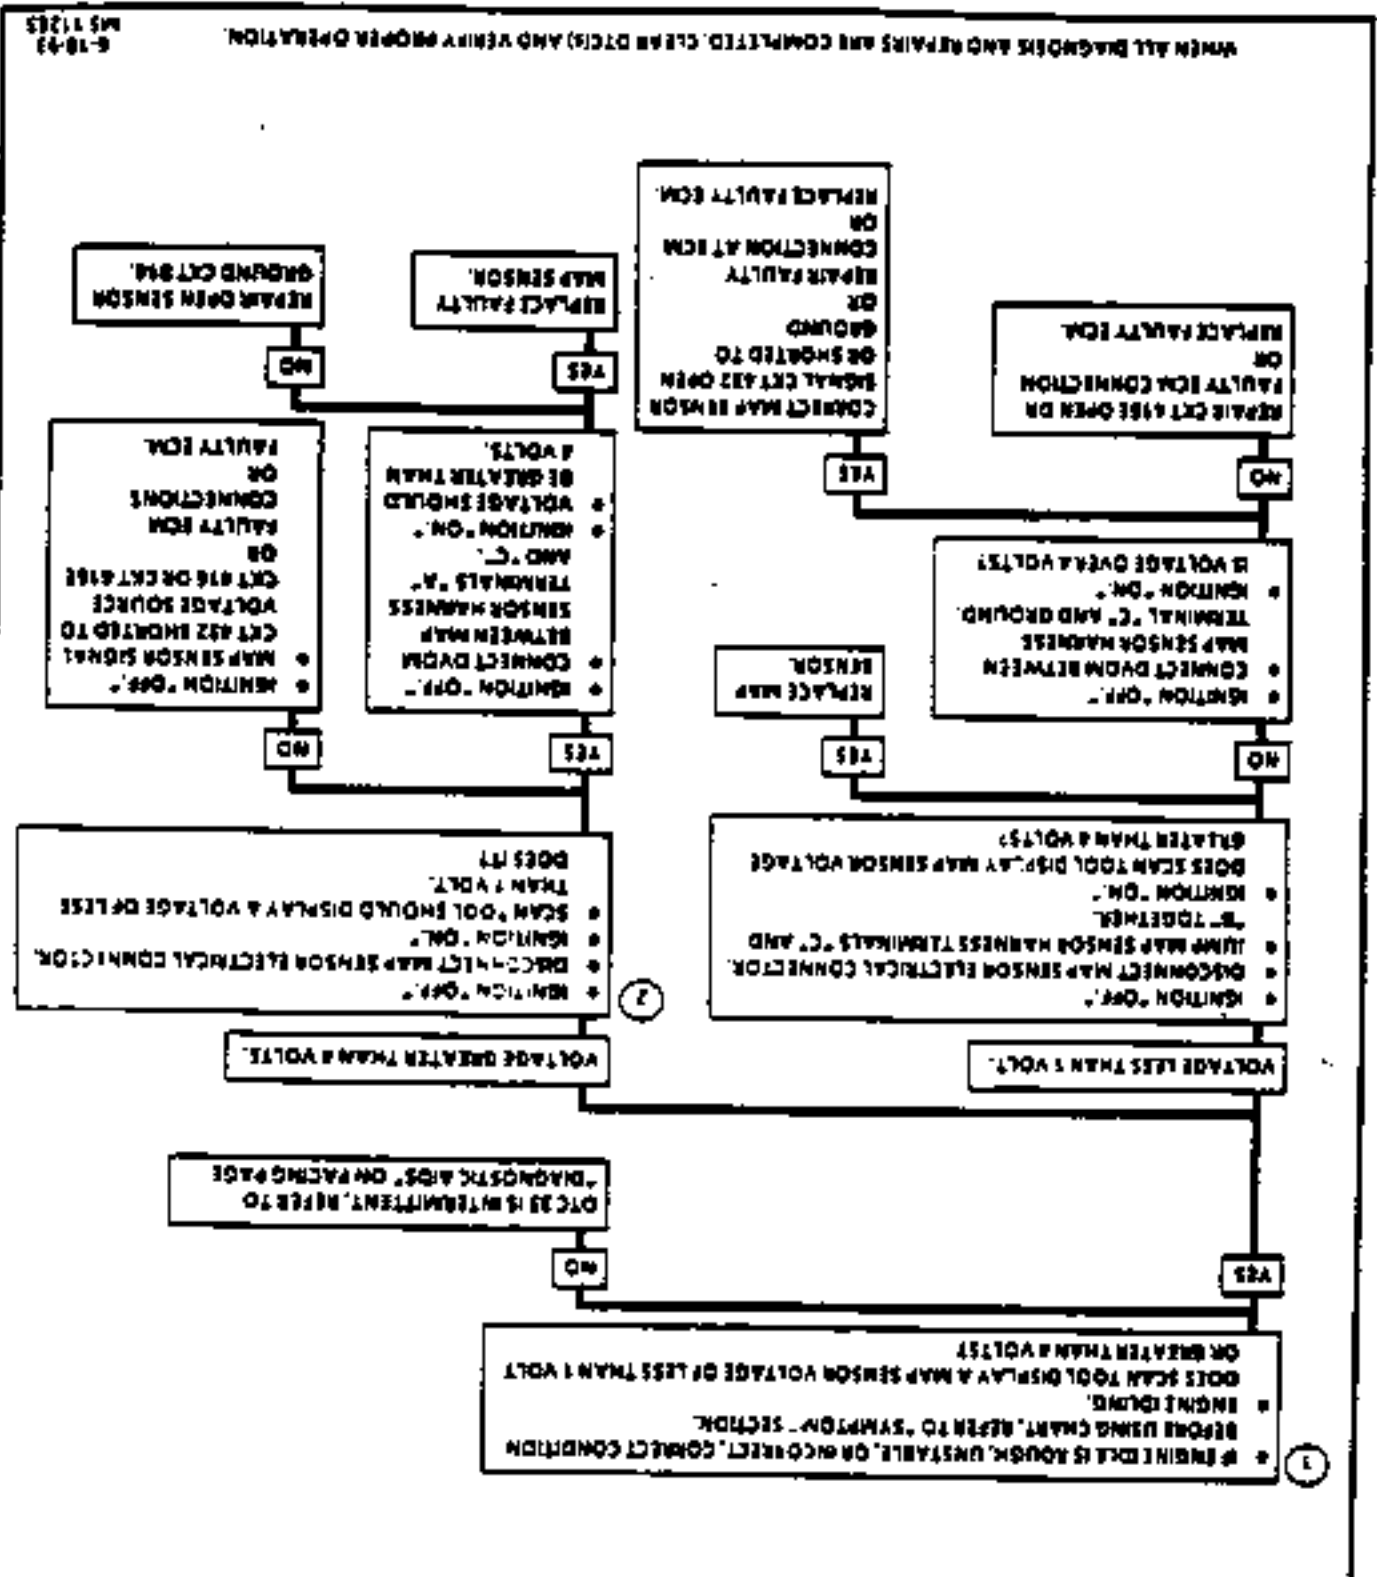 1
• IF ENGINE IDLE IS ROUGH, UNSTABLE, OR INCORRECT, CORRECT CONDITION
BEFORE USING CHART. REFER TO "SYMPTOM" SECTION.
• ENGINE IDLING.
DOES SCAN TOOL DISPLAY A MAP SENSOR VOLTAGE OF LESS THAN 1 VOLT
OR GREATER THAN 4 VOLTS?
YES
NO
DTC 33 IS INTERMITTENT. REFER TO
"DIAGNOSTIC AIDS" ON FACING PAGE
VOLTAGE LESS THAN 1 VOLT.
VOLTAGE GREATER THAN 4 VOLTS.
• IGNITION "OFF".
• DISCONNECT MAP SENSOR ELECTRICAL CONNECTOR.
• JUMP MAP SENSOR HARNESS TERMINALS "C" AND
"B" TOGETHER.
• IGNITION "ON".
DOES SCAN TOOL DISPLAY MAP SENSOR VOLTAGE
GREATER THAN 4 VOLTS?
2
• IGNITION "OFF".
• DISCONNECT MAP SENSOR ELECTRICAL CONNECTOR.
• IGNITION "ON".
• SCAN TOOL SHOULD DISPLAY A VOLTAGE OF LESS
THAN 1 VOLT.
DOES IT?
NO
YES
YES
NO
• IGNITION "OFF".
• CONNECT DVOM BETWEEN
MAP SENSOR HARNESS
TERMINAL "C" AND GROUND.
• IGNITION "ON".
IS VOLTAGE OVER 4 VOLTS?
REPLACE MAP
SENSOR.
• IGNITION "OFF".
• CONNECT DVOM
BETWEEN MAP
SENSOR HARNESS
TERMINALS "A"
AND "C".
• IGNITION "ON".
• VOLTAGE SHOULD
BE GREATER THAN
4 VOLTS.
• IGNITION "OFF".
• MAP SENSOR SIGNAL
CKT 432 SHORTED TO
VOLTAGE SOURCE
CKT 416 OR CKT 416E
OR
FAULTY ECM
CONNECTIONS
OR
FAULTY ECM.
NO
YES
YES
NO
REPAIR CKT 416E OPEN OR
FAULTY ECM CONNECTION
OR
REPLACE FAULTY ECM.
CORRECT MAP SENSOR
SIGNAL CKT 432 OPEN
OR SHORTED TO
GROUND
OR
REPAIR FAULTY
CONNECTION AT ECM
OR
REPLACE FAULTY ECM.
REPLACE FAULTY
MAP SENSOR.
REPAIR OPEN SENSOR
GROUND CKT
WHEN ALL DIAGNOSIS AND REPAIRS ARE COMPLETED, CLEAR DTC(S) AND VERIFY PROPER OPERATION.
6-18-93
MS 11285